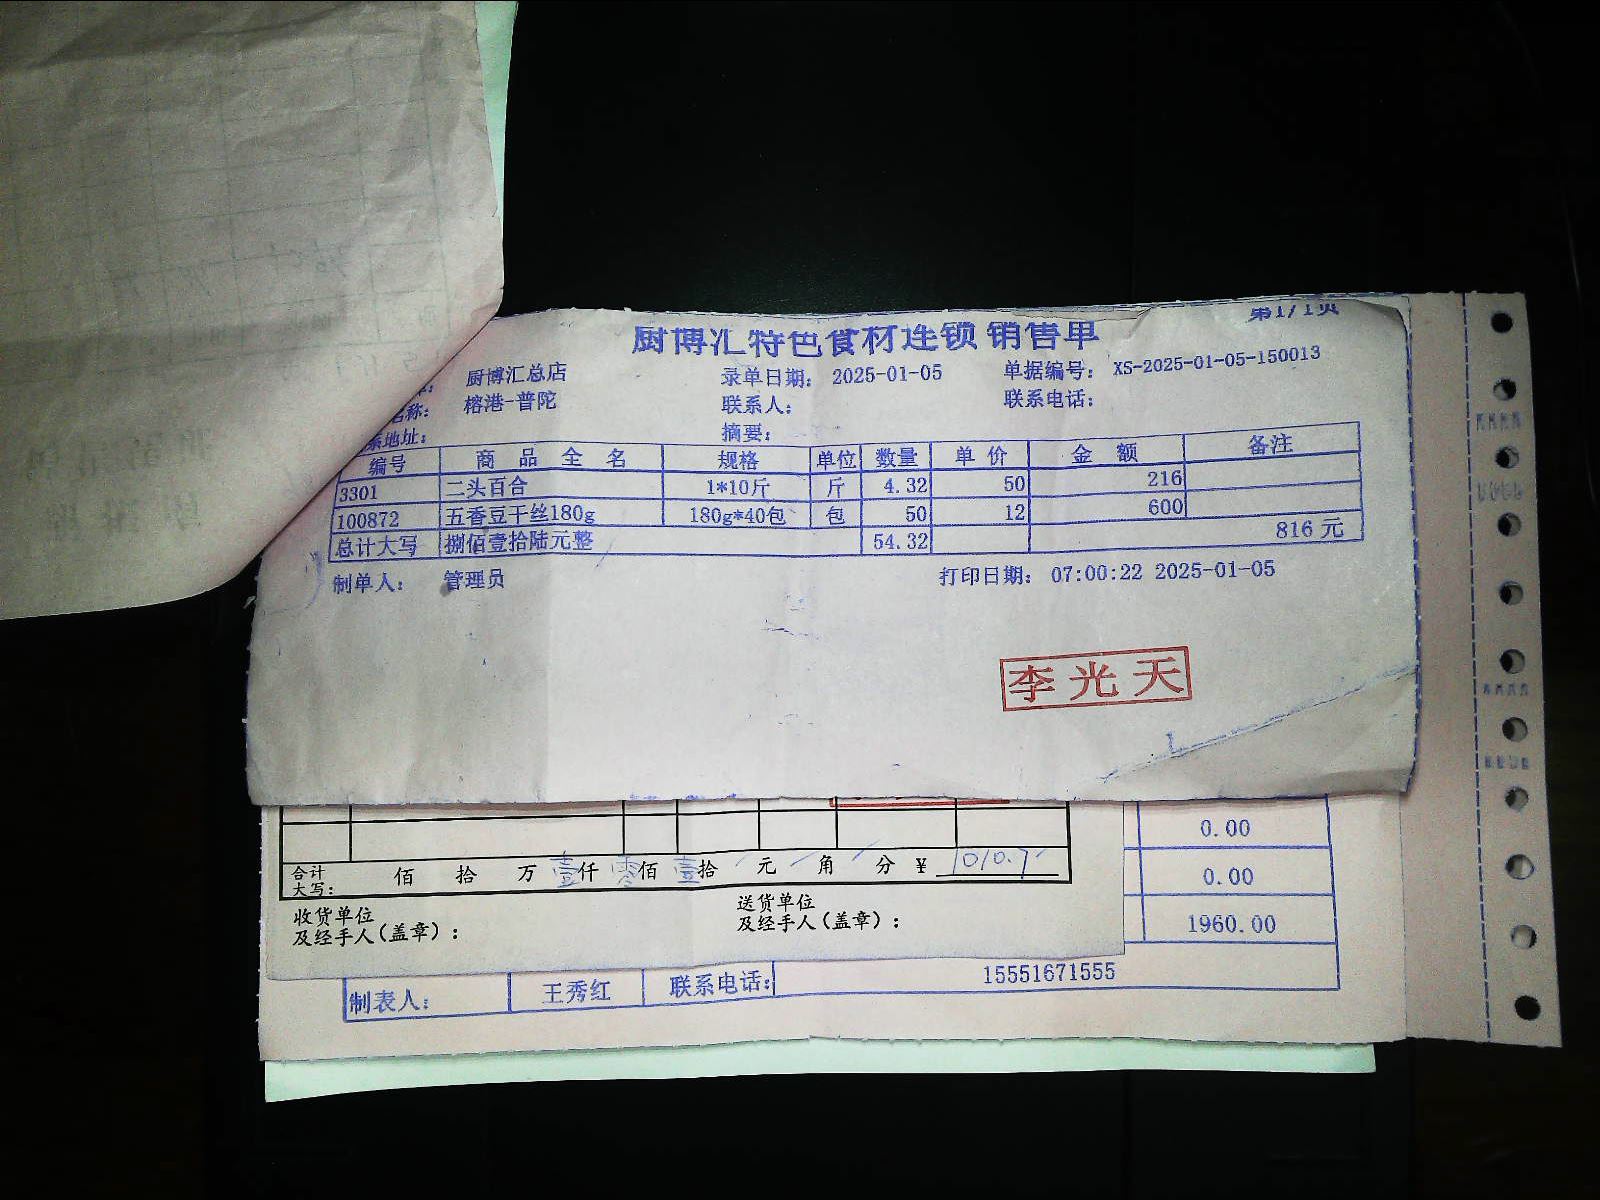 第1/1页
厨博汇特色食材连锁 销售单
厨博汇总店 录单日期: 2025-01-05 单据编号: XS-2025-01-05-150013
名称: 榕港-普陀 联系人: 联系电话:
系地址: 摘要:
编号 商品全名 规格 单位 数量 单价 金额 备注
3301 二头百合 1*10斤 斤 4.32 50 216
100872 五香豆干丝180g 180g*40包 包 50 12 600
总计大写 捌佰壹拾陆元整 54.32 816 元
制单人: 管理员 打印日期: 07:00:22 2025-01-05
李光天
0.00
合计大写: 佰 拾 万 壹仟 零佰 壹拾 元 角 分 ¥ 1010.
0.00
收货单位及经手人(盖章): 送货单位及经手人(盖章):
1960.00
制表人: 王秀红 联系电话: 15551671555